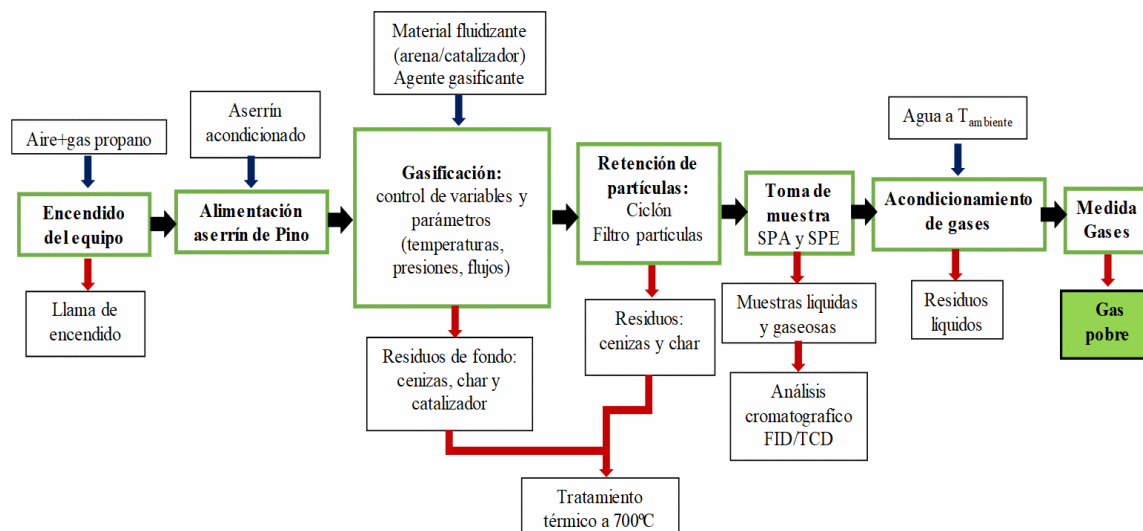 Material fluidizante
(arena/catalizador)
Agente gasificante
Aire+gas propano
Aserrín
acondicionado
Agua a Tambiente
Encendido
del equipo
Alimentación
aserrín de Pino
Gasificación:
control de variables y
parámetros
(temperaturas,
presiones, flujos)
Retención de
partículas:
Ciclón
Filtro partículas
Toma de
muestra
SPA y SPE
Acondicionamiento
de gases
Medida
Gases
Llama de
encendido
Residuos de fondo:
cenizas, char y
catalizador
Residuos:
cenizas y char
Muestras liquidas
y gaseosas
Residuos
líquidos
Gas
pobre
Análisis
cromatografico
FID/TCD
Tratamiento
térmico a 700ºC